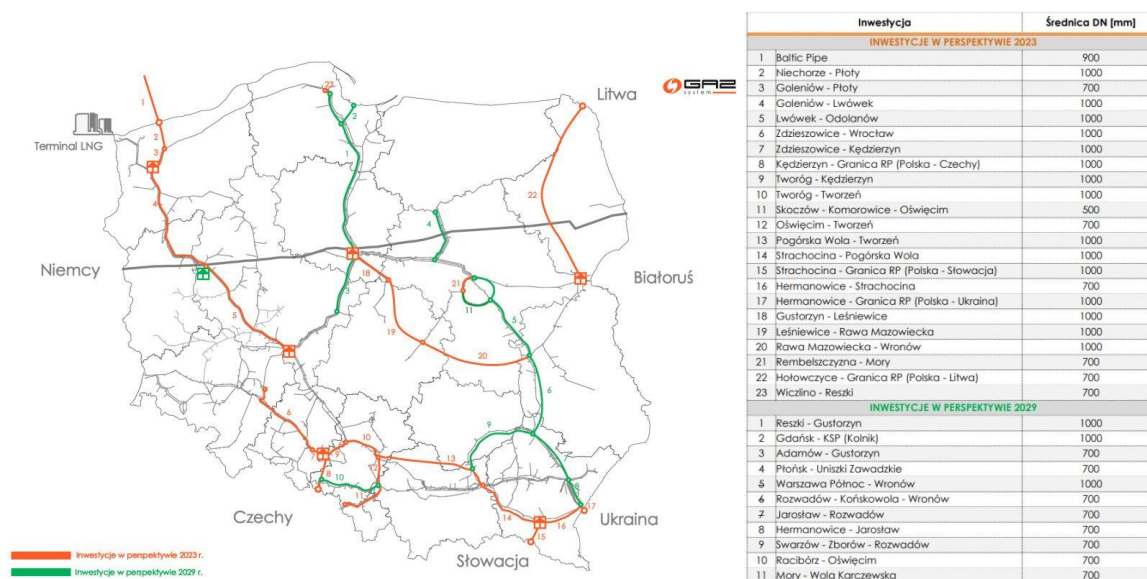 GAZ
system
Litwa
Terminal LNG
Niemcy
Białoruś
Czechy
Ukraina
Słowacja
Inwestycje w perspektywie 2023 r.
Inwestycje w perspektywie 2029 r.
Inwestycja Średnica DN [mm]
INWESTYCJE W PERSPEKTYWIE 2023
1 Baltic Pipe 900
2 Niechorze - Płoty 1000
3 Goleniów - Płoty 700
4 Goleniów - Lwówek 1000
5 Lwówek - Odolanów 1000
6 Zdzieszowice - Wrocław 1000
7 Zdzieszowice - Kędzierzyn 1000
8 Kędzierzyn - Granica RP (Polska - Czechy) 1000
9 Tworóg - Kędzierzyn 1000
10 Tworóg - Tworzeń 1000
11 Skoczów - Komorowice - Oświęcim 500
12 Oświęcim - Tworzeń 700
13 Pogórska Wola - Tworzeń 1000
14 Strachocina - Pogórska Wola 1000
15 Strachocina - Granica RP (Polska - Słowacja) 1000
16 Hermanowice - Strachocina 700
17 Hermanowice - Granica RP (Polska - Ukraina) 1000
18 Gustorzyn - Leśniewice 1000
19 Leśniewice - Rawa Mazowiecka 1000
20 Rawa Mazowiecka - Wronów 1000
21 Rembelszczyzna - Mory 700
22 Hołowczyce - Granica RP (Polska - Litwa) 700
23 Wiczlino - Reszki 700
INWESTYCJE W PERSPEKTYWIE 2029
1 Reszki - Gustorzyn 1000
2 Gdańsk - KSP (Kolnik) 1000
3 Adamów - Gustorzyn 700
4 Płońsk - Uniszki Zawadzkie 700
5 Warszawa Północ - Wronów 1000
6 Rozwadów - Końskowola - Wronów 700
7 Jarosław - Rozwadów 700
8 Hermanowice - Jarosław 700
9 Swarzów - Zborów - Rozwadów 700
10 Racibórz - Oświęcim 700
11 Mory - Wola Karczewska 700